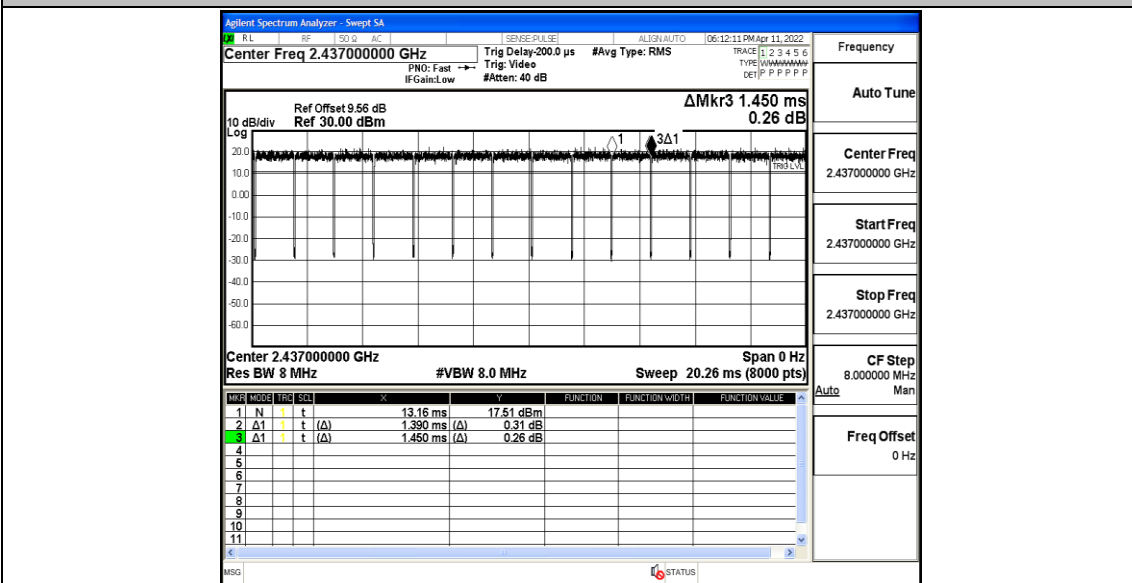 Agilent Spectrum Analyzer - Swept SA
RL RF 50 Ω AC SENSE:PULSE ALIGN AUTO 06:12:11 PM Apr 11, 2022
Center Freq 2.437000000 GHz
PNO: Fast
IFGain:Low
Trig Delay-200.0 µs
Trig: Video
#Atten: 40 dB
#Avg Type: RMS
TRACE 1 2 3 4 5 6
TYPE
DET P P P P P P
Frequency
Auto Tune
ΔMkr3 1.450 ms
0.26 dB
Ref Offset 9.56 dB
10 dB/div Ref 30.00 dBm
Log
1 3Δ1
TRIG LVL
20.0
10.0
0.00
-10.0
-20.0
-30.0
-40.0
-50.0
-60.0
Center Freq
2.437000000 GHz
Start Freq
2.437000000 GHz
Stop Freq
2.437000000 GHz
Center 2.437000000 GHz Span 0 Hz
Res BW 8 MHz #VBW 8.0 MHz Sweep 20.26 ms (8000 pts)
CF Step
8.000000 MHz
Auto Man
Freq Offset
0 Hz
MKR MODE TRC SCL X Y FUNCTION FUNCTION WIDTH FUNCTION VALUE
1 N 1 t 13.16 ms 17.51 dBm
2 Δ1 1 t (Δ) 1.390 ms (Δ) 0.31 dB
3 Δ1 1 t (Δ) 1.450 ms (Δ) 0.26 dB
4
5
6
7
8
9
10
11
MSG STATUS